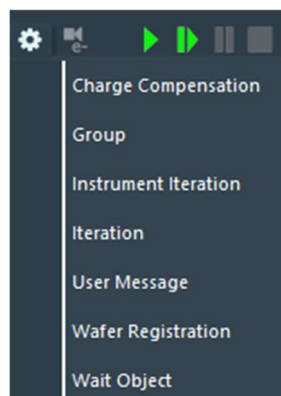 e-
Charge Compensation
Group
Instrument Iteration
Iteration
User Message
Wafer Registration
Wait Object